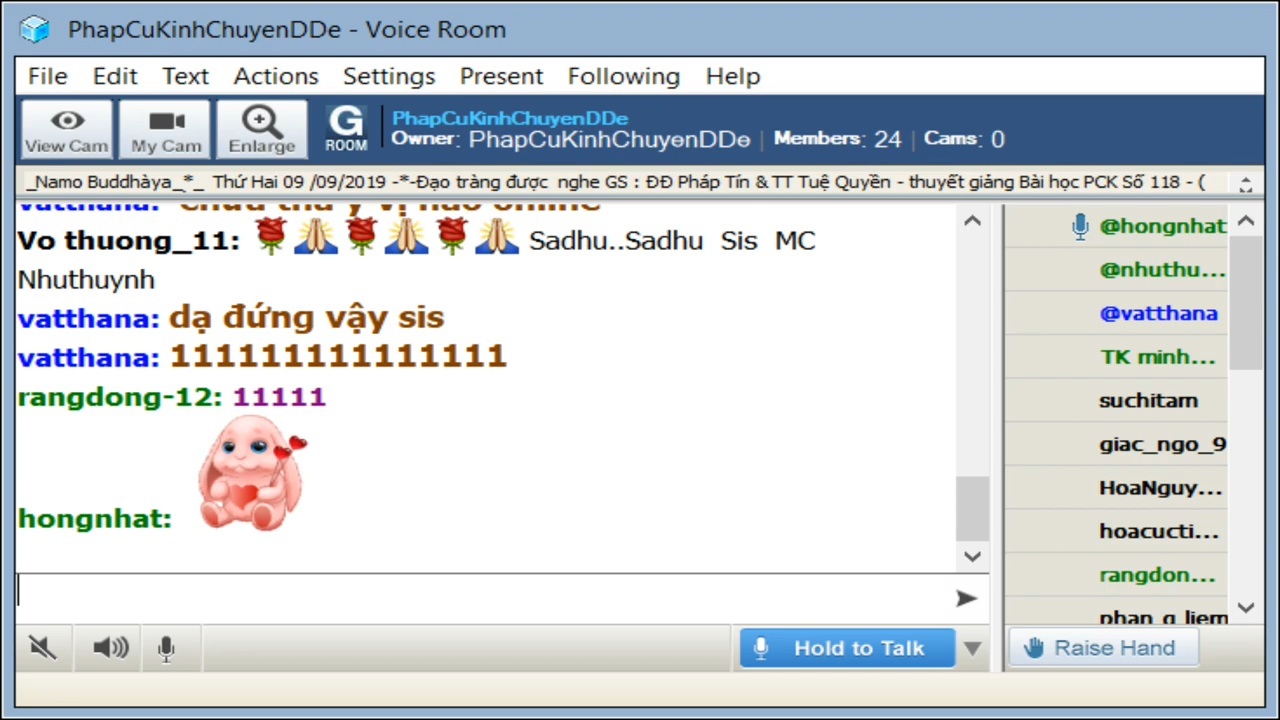 PhapCuKinhChuyenDDe - Voice Room
File Edit Text Actions Settings Present Following Help
View Cam My Cam Enlarge G ROOM
PhapCuKinhChuyenDDe
Owner: PhapCuKinhChuyenDDe | Members: 24 | Cams: 0
_Namo Buddhàya_*_ Thứ Hai 09 /09/2019 -*-Đạo tràng được nghe GS : ĐĐ Pháp Tín & TT Tuệ Quyền - thuyết giảng Bài học PCK Số 118 - (
vatthana:
Vo thuong_11: Sadhu..Sadhu Sis MC
Nhuthuynh
vatthana: dạ đứng vậy sis
vatthana: 111111111111111
rangdong-12: 11111
hongnhat:
@hongnhat
@nhuthu...
@vatthana
TK minh...
suchitam
giac_ngo_9
HoaNguy...
hoacucti...
rangdon...
phan_q_liem
Hold to Talk
Raise Hand